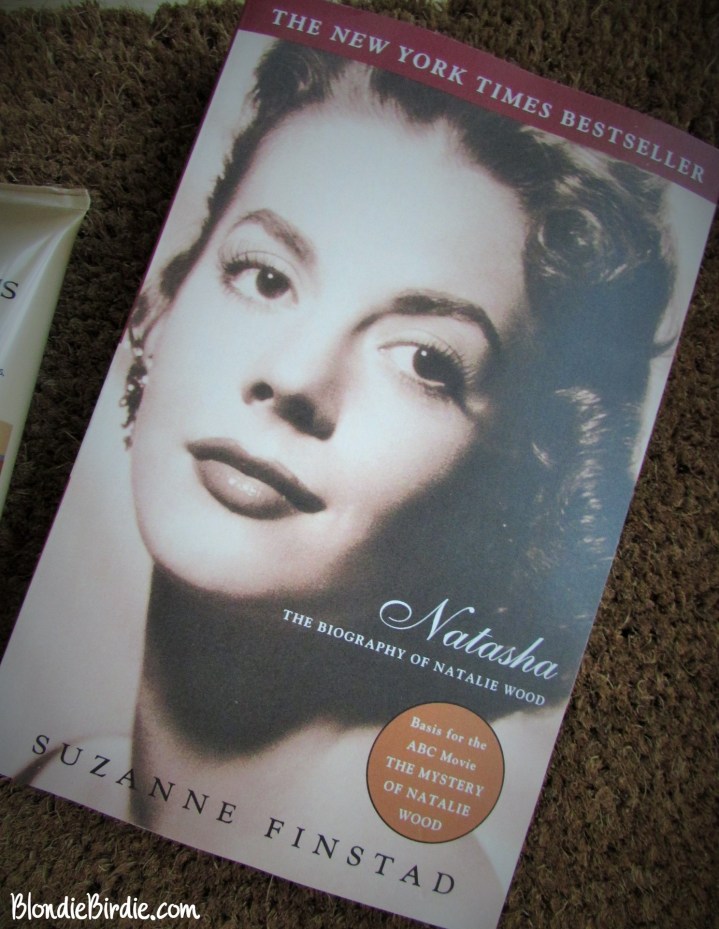 THE NEW YORK TIMES BESTSELLER
Natasha
THE BIOGRAPHY OF NATALIE WOOD
Basis for the
ABC Movie
THE MYSTERY
OF NATALIE
WOOD
SUZANNE FINSTAD
BlondieBirdie.com